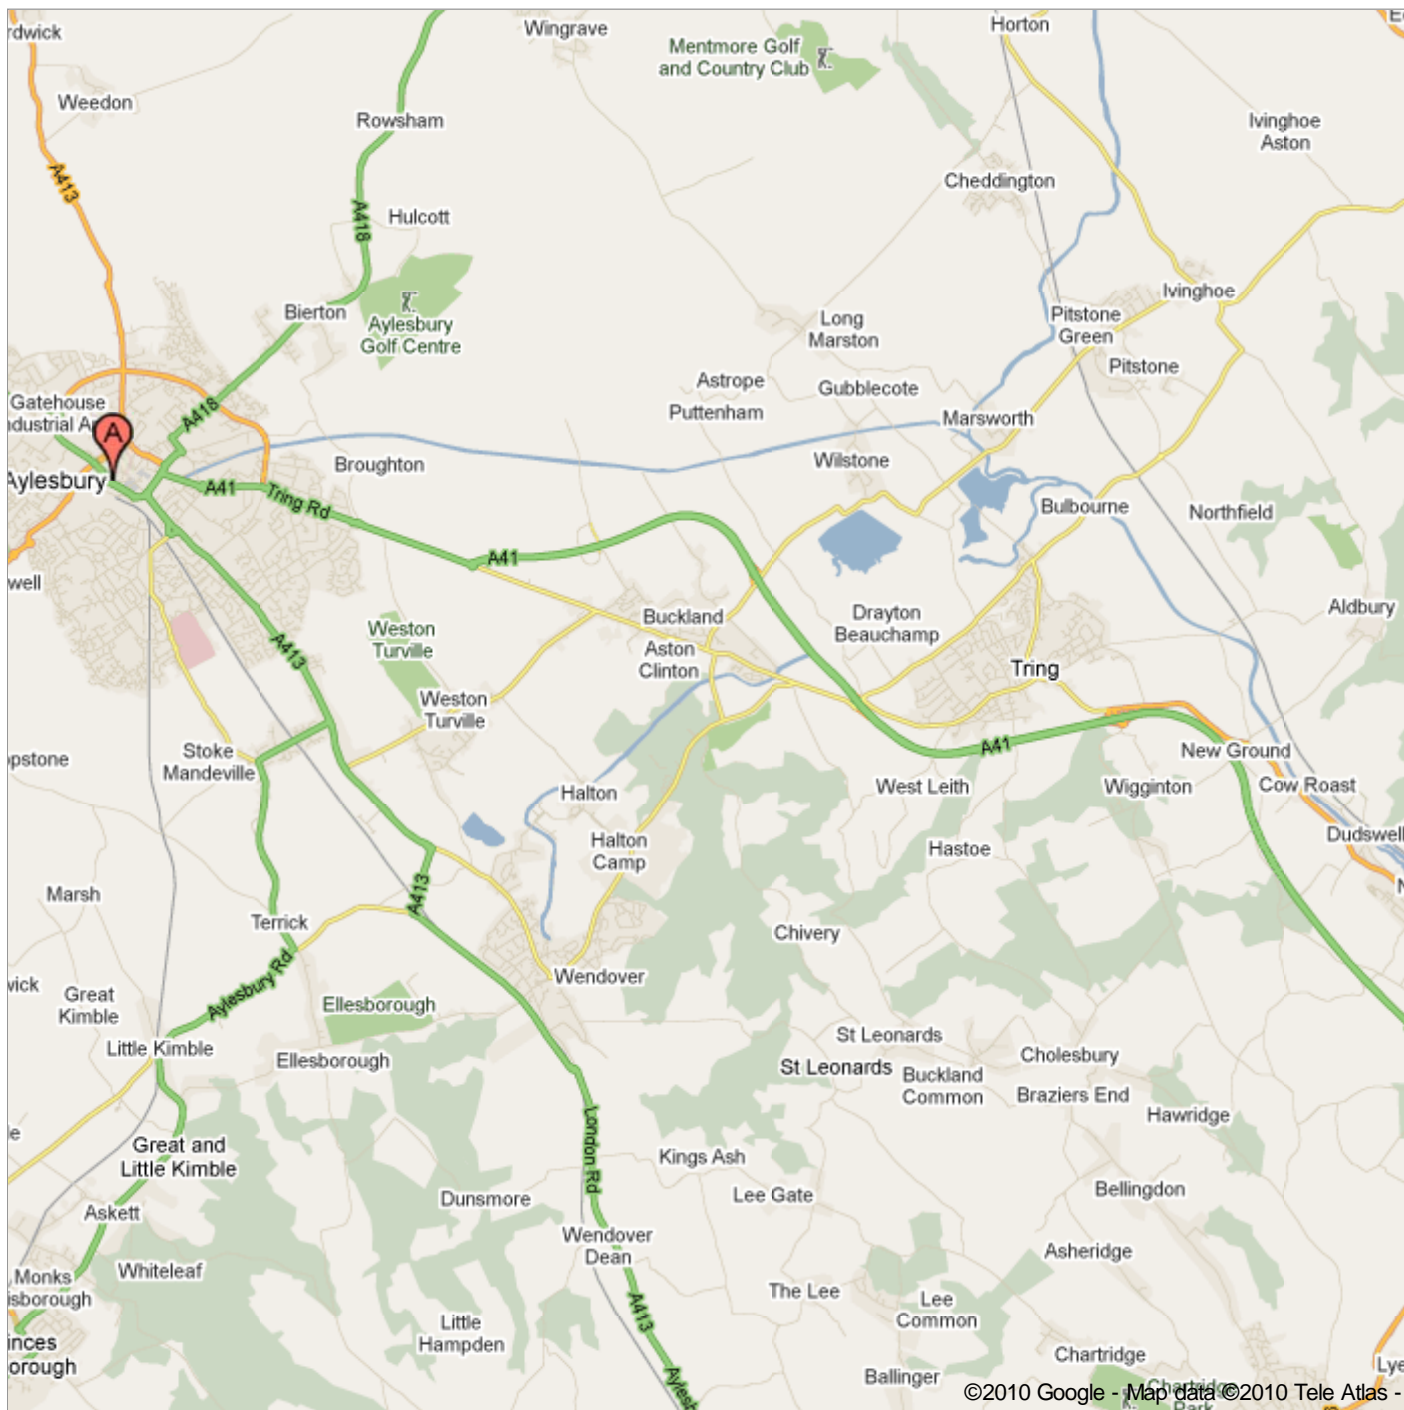 rdwick
Wingrave
Mentmore Golf
and Country Club
Horton
Weedon
Rowsham
Ivinghoe
Aston
A413
Cheddington
A418
Hulcott
Ivinghoe
Bierton
Aylesbury
Golf Centre
Long
Marston
Pitstone
Green
Pitstone
Astrope
Gubblecote
Puttenham
Gatehouse
A418
Marsworth
A
Broughton
Wilstone
Aylesbury
A41
Tring Rd
Bulbourne
Northfield
A41
well
Aldbury
Buckland
Drayton
Beauchamp
Weston
Turville
A413
Aston
Clinton
Tring
Weston
Turville
Stoke
Mandeville
opstone
A41
New Ground
West Leith
Wigginton
Cow Roast
Halton
Halton
Camp
Hastoe
Dudswell
Marsh
A413
Terrick
Chivery
Aylesbury Rd
Wendover
wick
Great
Kimble
Ellesborough
Little Kimble
Ellesborough
St Leonards
St Leonards
Buckland
Common
Cholesbury
Braziers End
Hawridge
le
Great and
Little Kimble
London Rd
Kings Ash
Lee Gate
Bellingdon
Dunsmore
Askett
Wendover
Dean
Asheridge
Whiteleaf
Monks
isborough
A413
The Lee
Lee
Common
Little
Hampden
inces
orough
Chartridge
Lye
Ballinger
Aylesb
Chartridge
Park
©2010 Google - Map data ©2010 Tele Atlas -